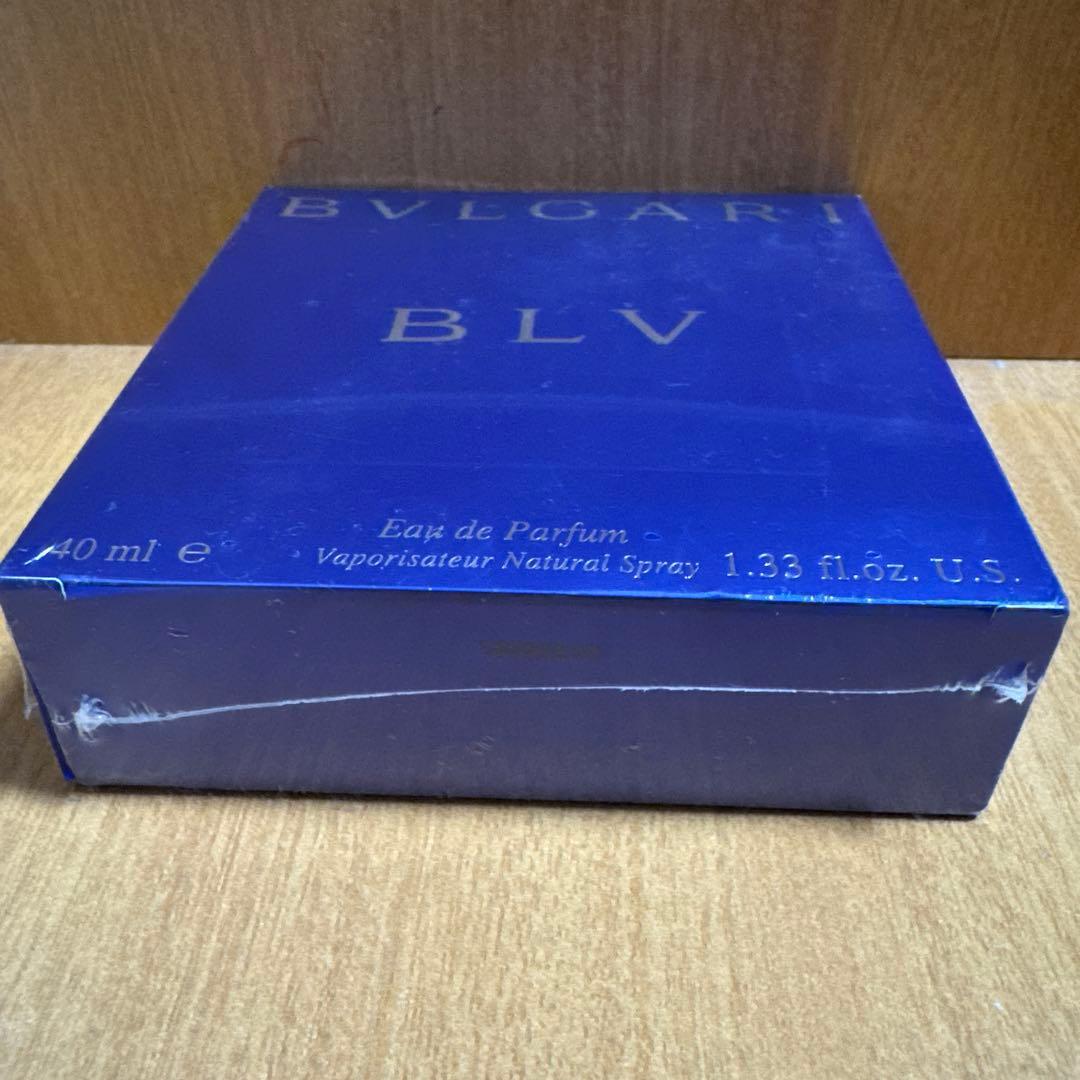 BVLGARI
BLV
Eau de Parfum
40 ml e Vaporisateur Natural Spray 1.33 fl.oz. U.S.